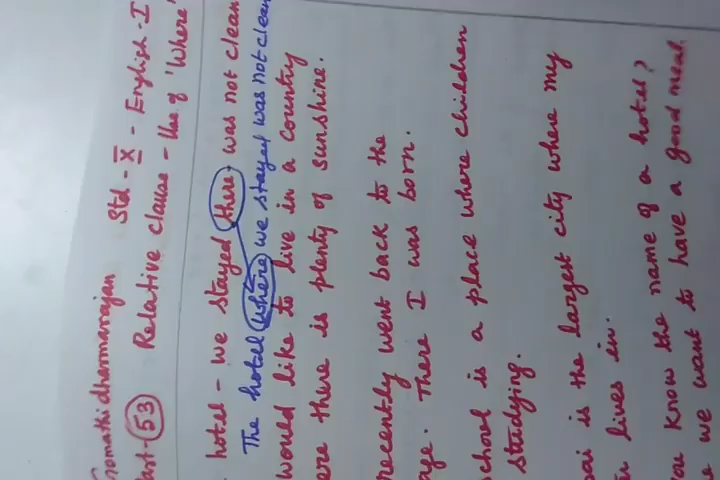 Gomathi dharmarajan Std - X - English - I
Part - 53 Relative clause - Use of 'Where'
hotel - we stayed there was not clean
The hotel where we stayed was not clean
would like to live in a country
ere there is plenty of sunshine.
recently went back to the
age. There I was born.
school is a place where children
studying.
ai is the largest city where my
lives in.
you know the name of a hotel?
we want to have a good meal.